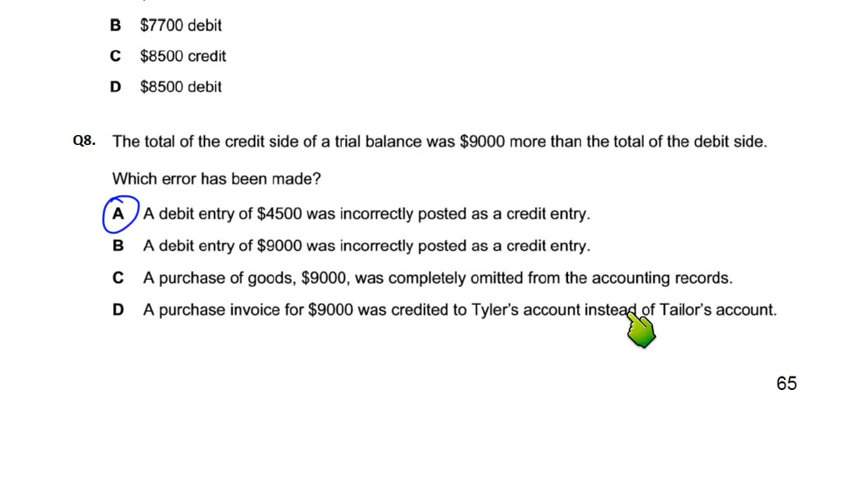 B $7700 debit
C $8500 credit
D $8500 debit
Q8. The total of the credit side of a trial balance was $9000 more than the total of the debit side.
Which error has been made?
A A debit entry of $4500 was incorrectly posted as a credit entry.
B A debit entry of $9000 was incorrectly posted as a credit entry.
C A purchase of goods, $9000, was completely omitted from the accounting records.
D A purchase invoice for $9000 was credited to Tyler's account instead of Tailor's account.
65